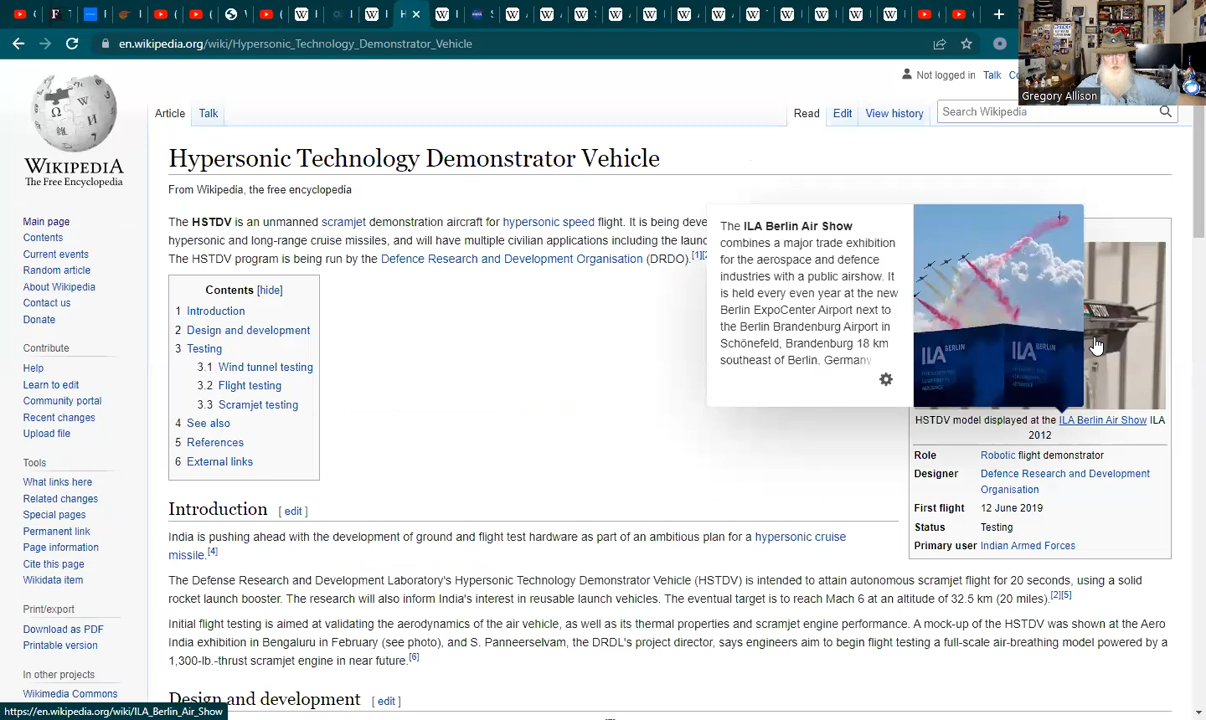 en.wikipedia.org/wiki/Hypersonic_Technology_Demonstrator_Vehicle
Gregory Allison
Not logged in Talk
WIKIPEDIA
The Free Encyclopedia
Article Talk
Read Edit View history Search Wikipedia
Hypersonic Technology Demonstrator Vehicle
From Wikipedia, the free encyclopedia
The HSTDV is an unmanned scramjet demonstration aircraft for hypersonic speed flight. It is being
hypersonic and long-range cruise missiles, and will have multiple civilian applications including the
The HSTDV program is being run by the Defence Research and Development Organisation (DRDO).[1]
Contents [hide]
1 Introduction
2 Design and development
3 Testing
3.1 Wind tunnel testing
3.2 Flight testing
3.3 Scramjet testing
4 See also
5 References
6 External links
The ILA Berlin Air Show
combines a major trade exhibition
for the aerospace and defence
industries with a public airshow. It
is held every even year at the new
Berlin ExpoCenter Airport next to
the Berlin Brandenburg Airport in
Schönefeld, Brandenburg 18 km
southeast of Berlin, Germany
ILA
BERLIN
ILA
BERLIN
HSTDV model displayed at the ILA Berlin Air Show ILA
2012
Role Robotic flight demonstrator
Designer Defence Research and Development
Organisation
First flight 12 June 2019
Status Testing
Primary user Indian Armed Forces
Introduction [ edit ]
India is pushing ahead with the development of ground and flight test hardware as part of an ambitious plan for a hypersonic cruise
missile.[4]
The Defense Research and Development Laboratory's Hypersonic Technology Demonstrator Vehicle (HSTDV) is intended to attain autonomous scramjet flight for 20 seconds, using a solid
rocket launch booster. The research will also inform India's interest in reusable launch vehicles. The eventual target is to reach Mach 6 at an altitude of 32.5 km (20 miles).[2][5]
Initial flight testing is aimed at validating the aerodynamics of the air vehicle, as well as its thermal properties and scramjet engine performance. A mock-up of the HSTDV was shown at the Aero
India exhibition in Bengaluru in February (see photo), and S. Panneerselvam, the DRDL's project director, says engineers aim to begin flight testing a full-scale air-breathing model powered by a
1,300-lb.-thrust scramjet engine in near future.[6]
Design and development [ edit ]
Main page
Contents
Current events
Random article
About Wikipedia
Contact us
Donate
Contribute
Help
Learn to edit
Community portal
Recent changes
Upload file
Tools
What links here
Related changes
Special pages
Permanent link
Page information
Cite this page
Wikidata item
Print/export
Download as PDF
Printable version
In other projects
Wikimedia Commons
https://en.wikipedia.org/wiki/ILA_Berlin_Air_Show